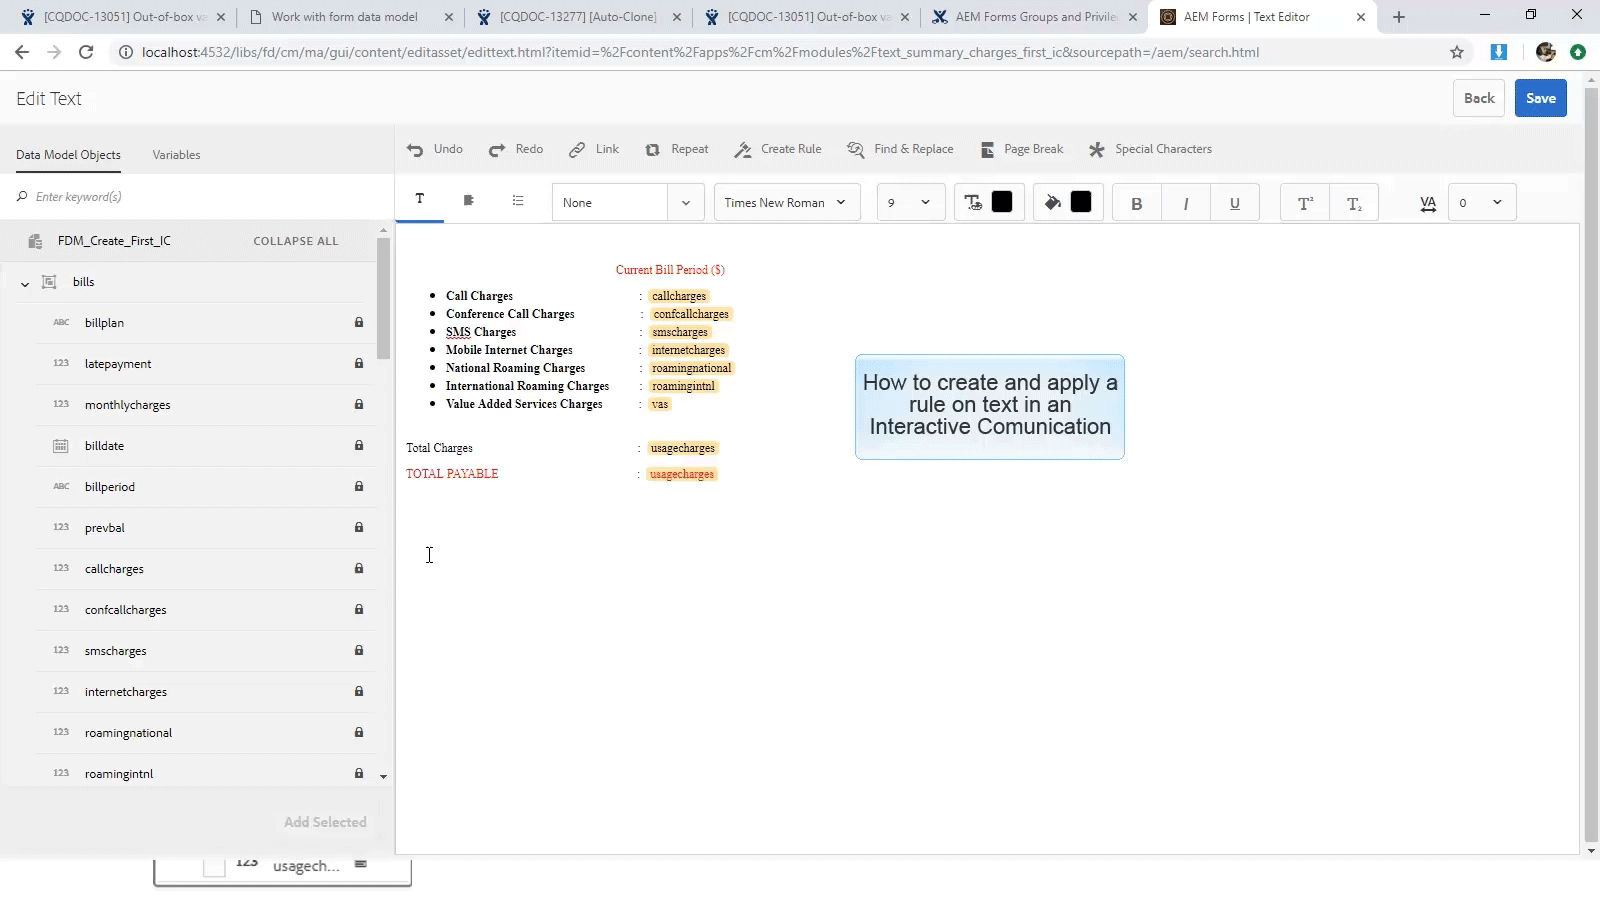 [CQDOC-13051] Out-of-box va
Work with form data model
[CQDOC-13277] [Auto-Clone]
[CQDOC-13051] Out-of-box va
AEM Forms Groups and Privile
AEM Forms | Text Editor
localhost:4532/libs/fd/cm/ma/gui/content/editasset/edittext.html?itemid=%2Fcontent%2Fapps%2Fcm%2Fmodules%2Ftext_summary_charges_first_ic&sourcepath=/aem/search.html
Edit Text
Back
Save
Data Model Objects
Variables
Undo
Redo
Link
Repeat
Create Rule
Find & Replace
Page Break
Special Characters
Enter keyword(s)
T
None
Times New Roman
9
B
I
U
T²
T₂
VA
0
FDM_Create_First_IC
COLLAPSE ALL
bills
ABC billplan
123 latepayment
123 monthlycharges
billdate
ABC billperiod
123 prevbal
123 callcharges
123 confcallcharges
123 smscharges
123 internetcharges
123 roamingnational
123 roamingintnl
Add Selected
123 usagech...
Current Bill Period ($)
• Call Charges : callcharges
• Conference Call Charges : confcallcharges
• SMS Charges : smscharges
• Mobile Internet Charges : internetcharges
• National Roaming Charges : roamingnational
• International Roaming Charges : roamingintnl
• Value Added Services Charges : vas
Total Charges : usagecharges
TOTAL PAYABLE : usagecharges
How to create and apply a
rule on text in an
Interactive Comunication